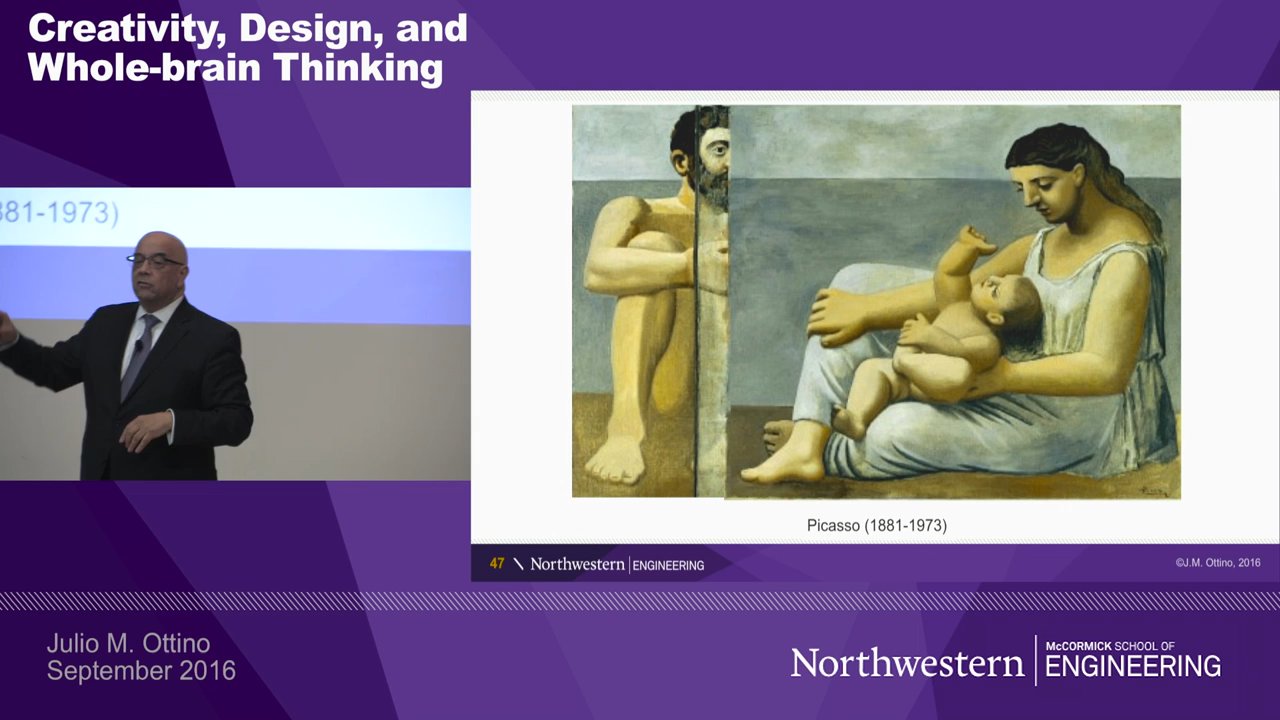 Creativity, Design, and
Whole-brain Thinking
881-1973)
Picasso (1881-1973)
47 \ Northwestern | ENGINEERING
©J.M. Ottino, 2016
Julio M. Ottino
September 2016
Northwestern | McCORMICK SCHOOL OF
ENGINEERING